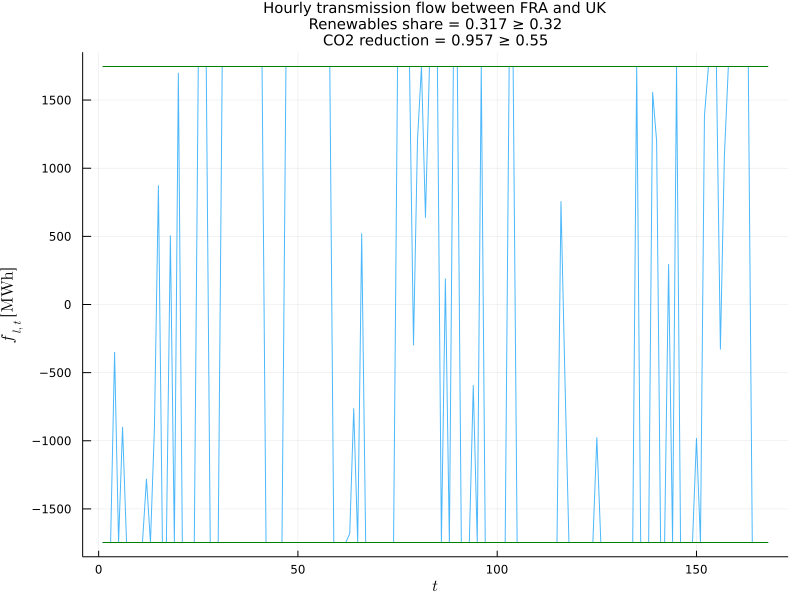 Hourly transmission flow between FRA and UK
Renewables share = 0.317 ≥ 0.32
CO2 reduction = 0.957 ≥ 0.55
1500
1000
500
0
−500
−1000
−1500
f_{l,t} [MWh]
0 50 100 150
t